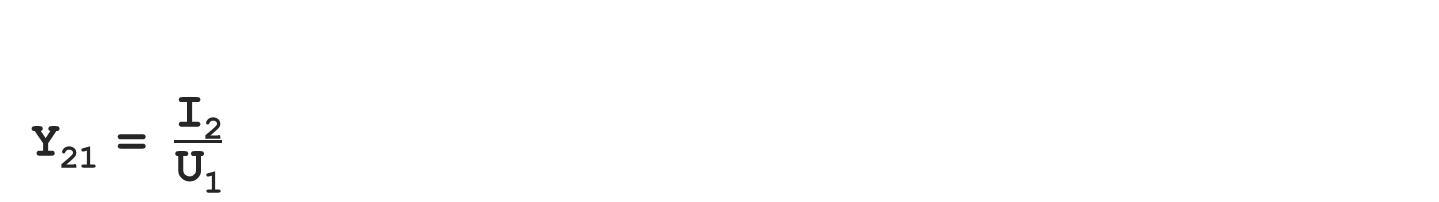 Y₂₁ = I₂/U₁